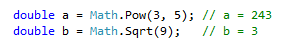 double a = Math.Pow(3, 5); // a = 243
double b = Math.Sqrt(9);   // b = 3